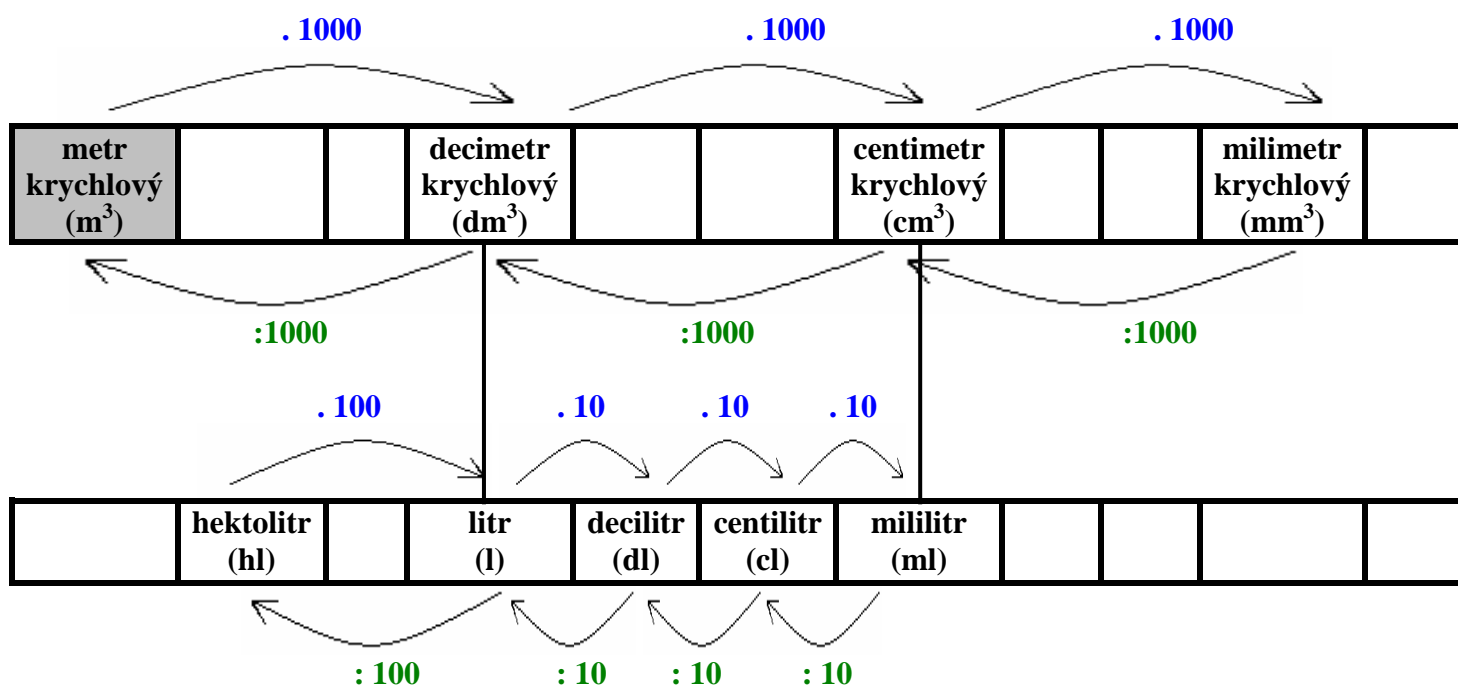 . 1000 . 1000 . 1000
metr decimetr centimetr milimetr
krychlový krychlový krychlový krychlový
(m³) (dm³) (cm³) (mm³)
:1000 :1000 :1000
. 100 . 10 . 10 . 10
hektolitr litr decilitr centilitr mililitr
(hl) (l) (dl) (cl) (ml)
: 100 : 10 : 10 : 10